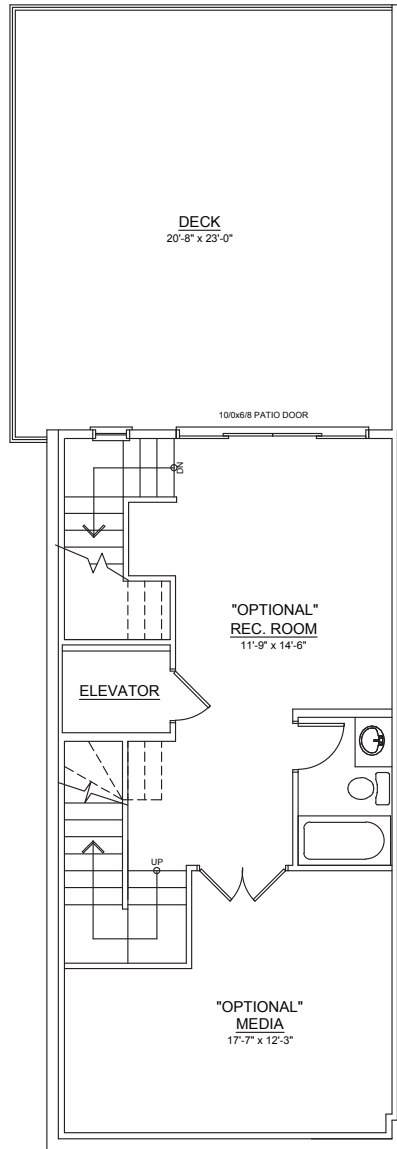 DECK
20'-8" x 23'-0"
10/0x6/8 PATIO DOOR
DN
"OPTIONAL"
REC. ROOM
11'-9" x 14'-6"
ELEVATOR
UP
"OPTIONAL"
MEDIA
17'-7" x 12'-3"